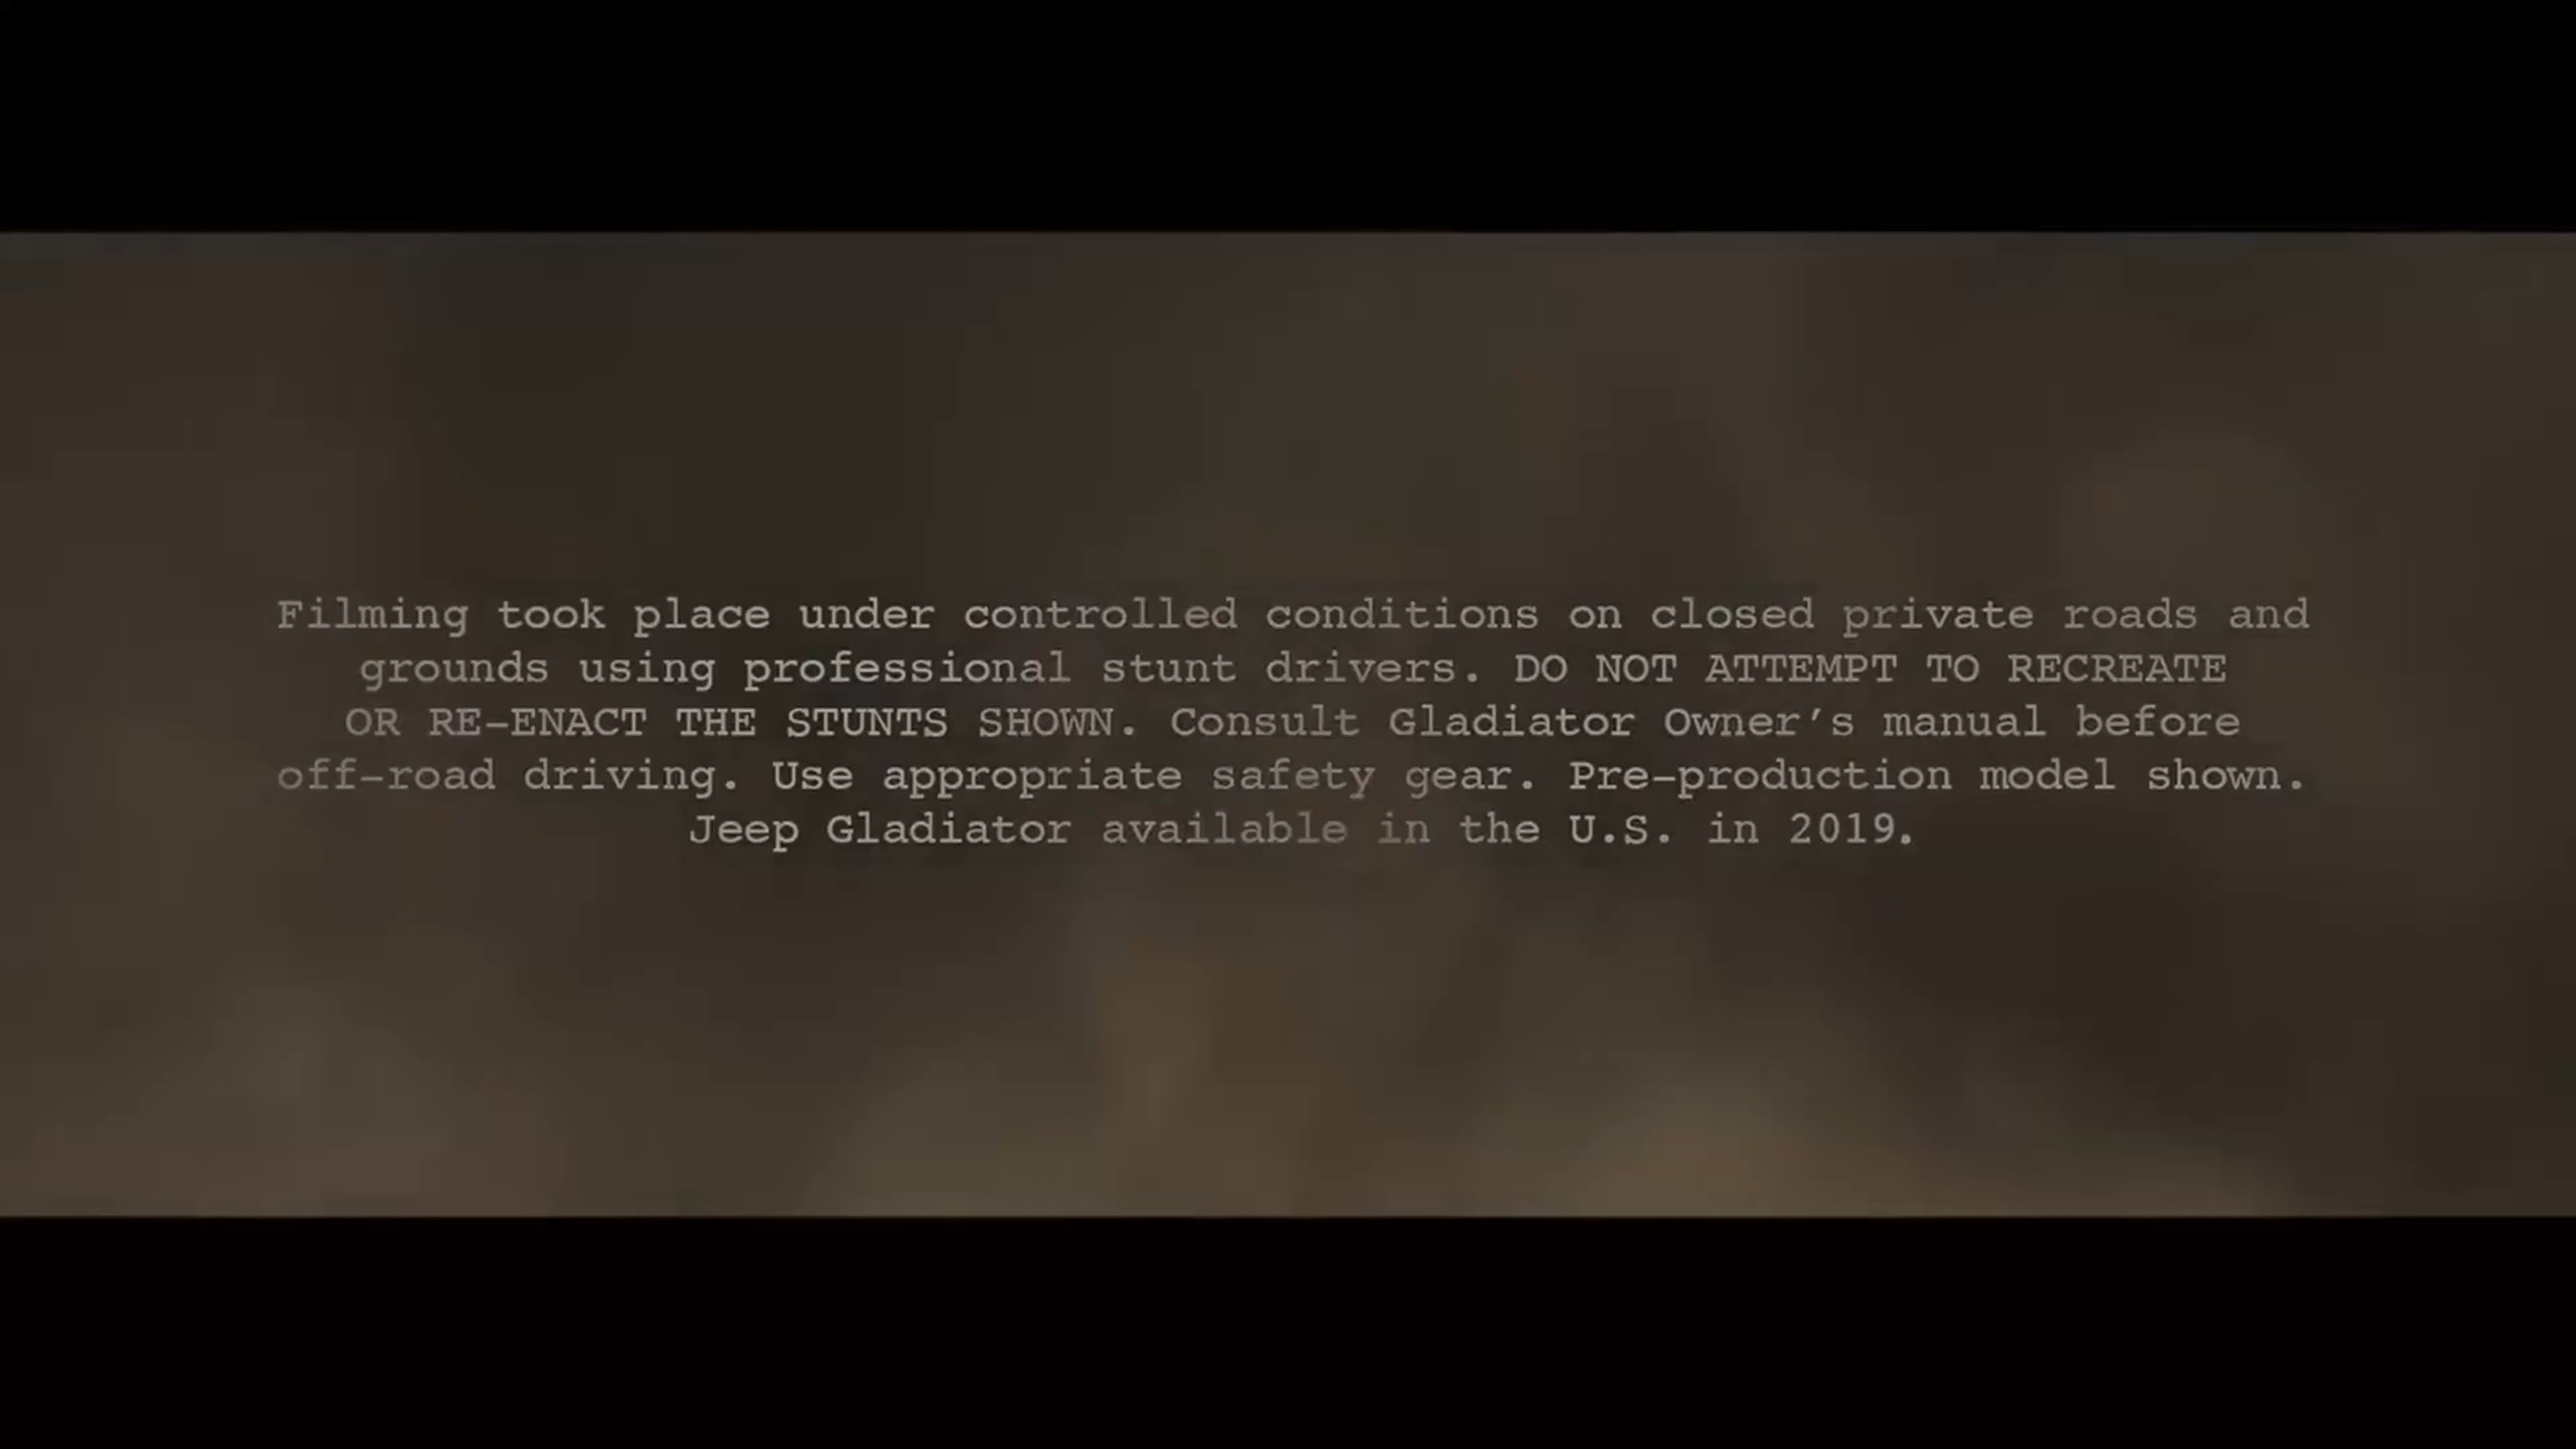 Filming took place under controlled conditions on closed private roads and
grounds using professional stunt drivers. DO NOT ATTEMPT TO RECREATE
OR RE-ENACT THE STUNTS SHOWN. Consult Gladiator Owner's manual before
off-road driving. Use appropriate safety gear. Pre-production model shown.
Jeep Gladiator available in the U.S. in 2019.